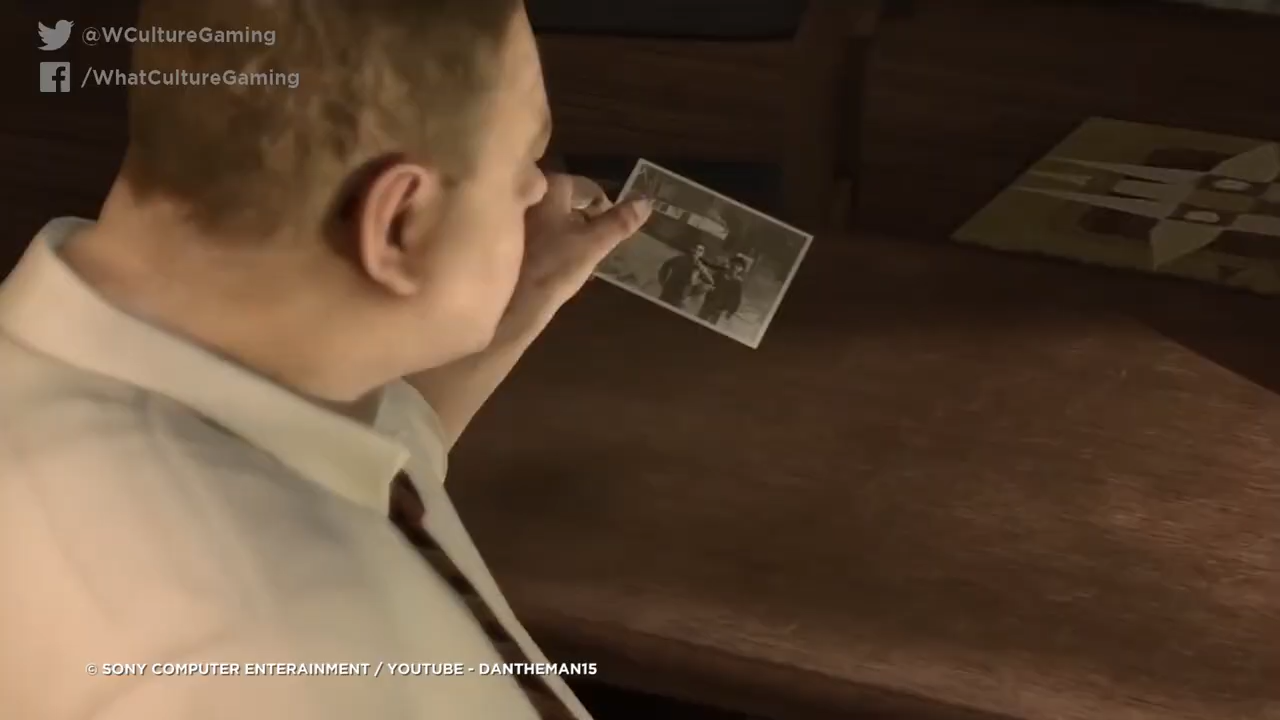 @WCultureGaming
/WhatCultureGaming
© SONY COMPUTER ENTERAINMENT / YOUTUBE - DANTHEMAN15